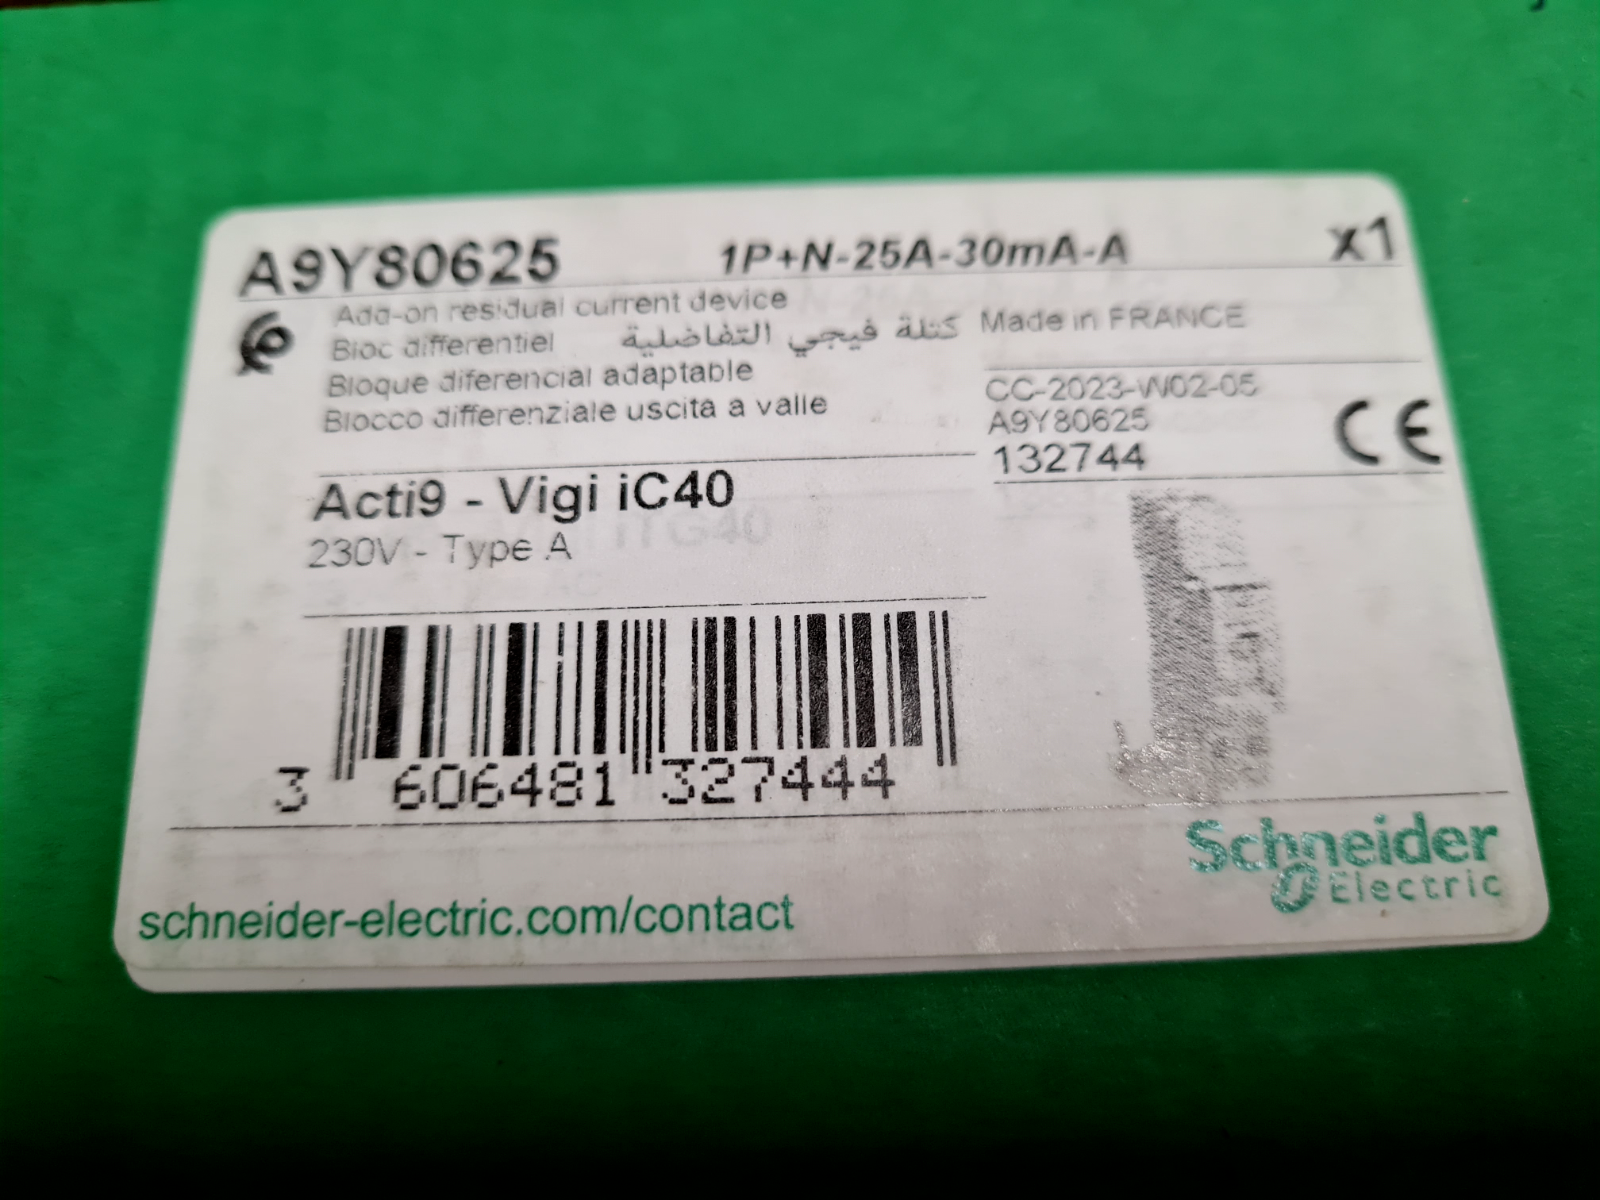 A9Y80625 1P+N-25A-30mA-A x1
Add-on residual current device
Bloc differentiel كتلة فيجي التفاضلية Made in FRANCE
Bloque diferencial adaptable
Blocco differenziale uscita a valle
CC-2023-W02-05
A9Y80625
132744
CE
Acti9 - Vigi iC40
230V - Type A
3 606481 327444
Schneider
Electric
schneider-electric.com/contact